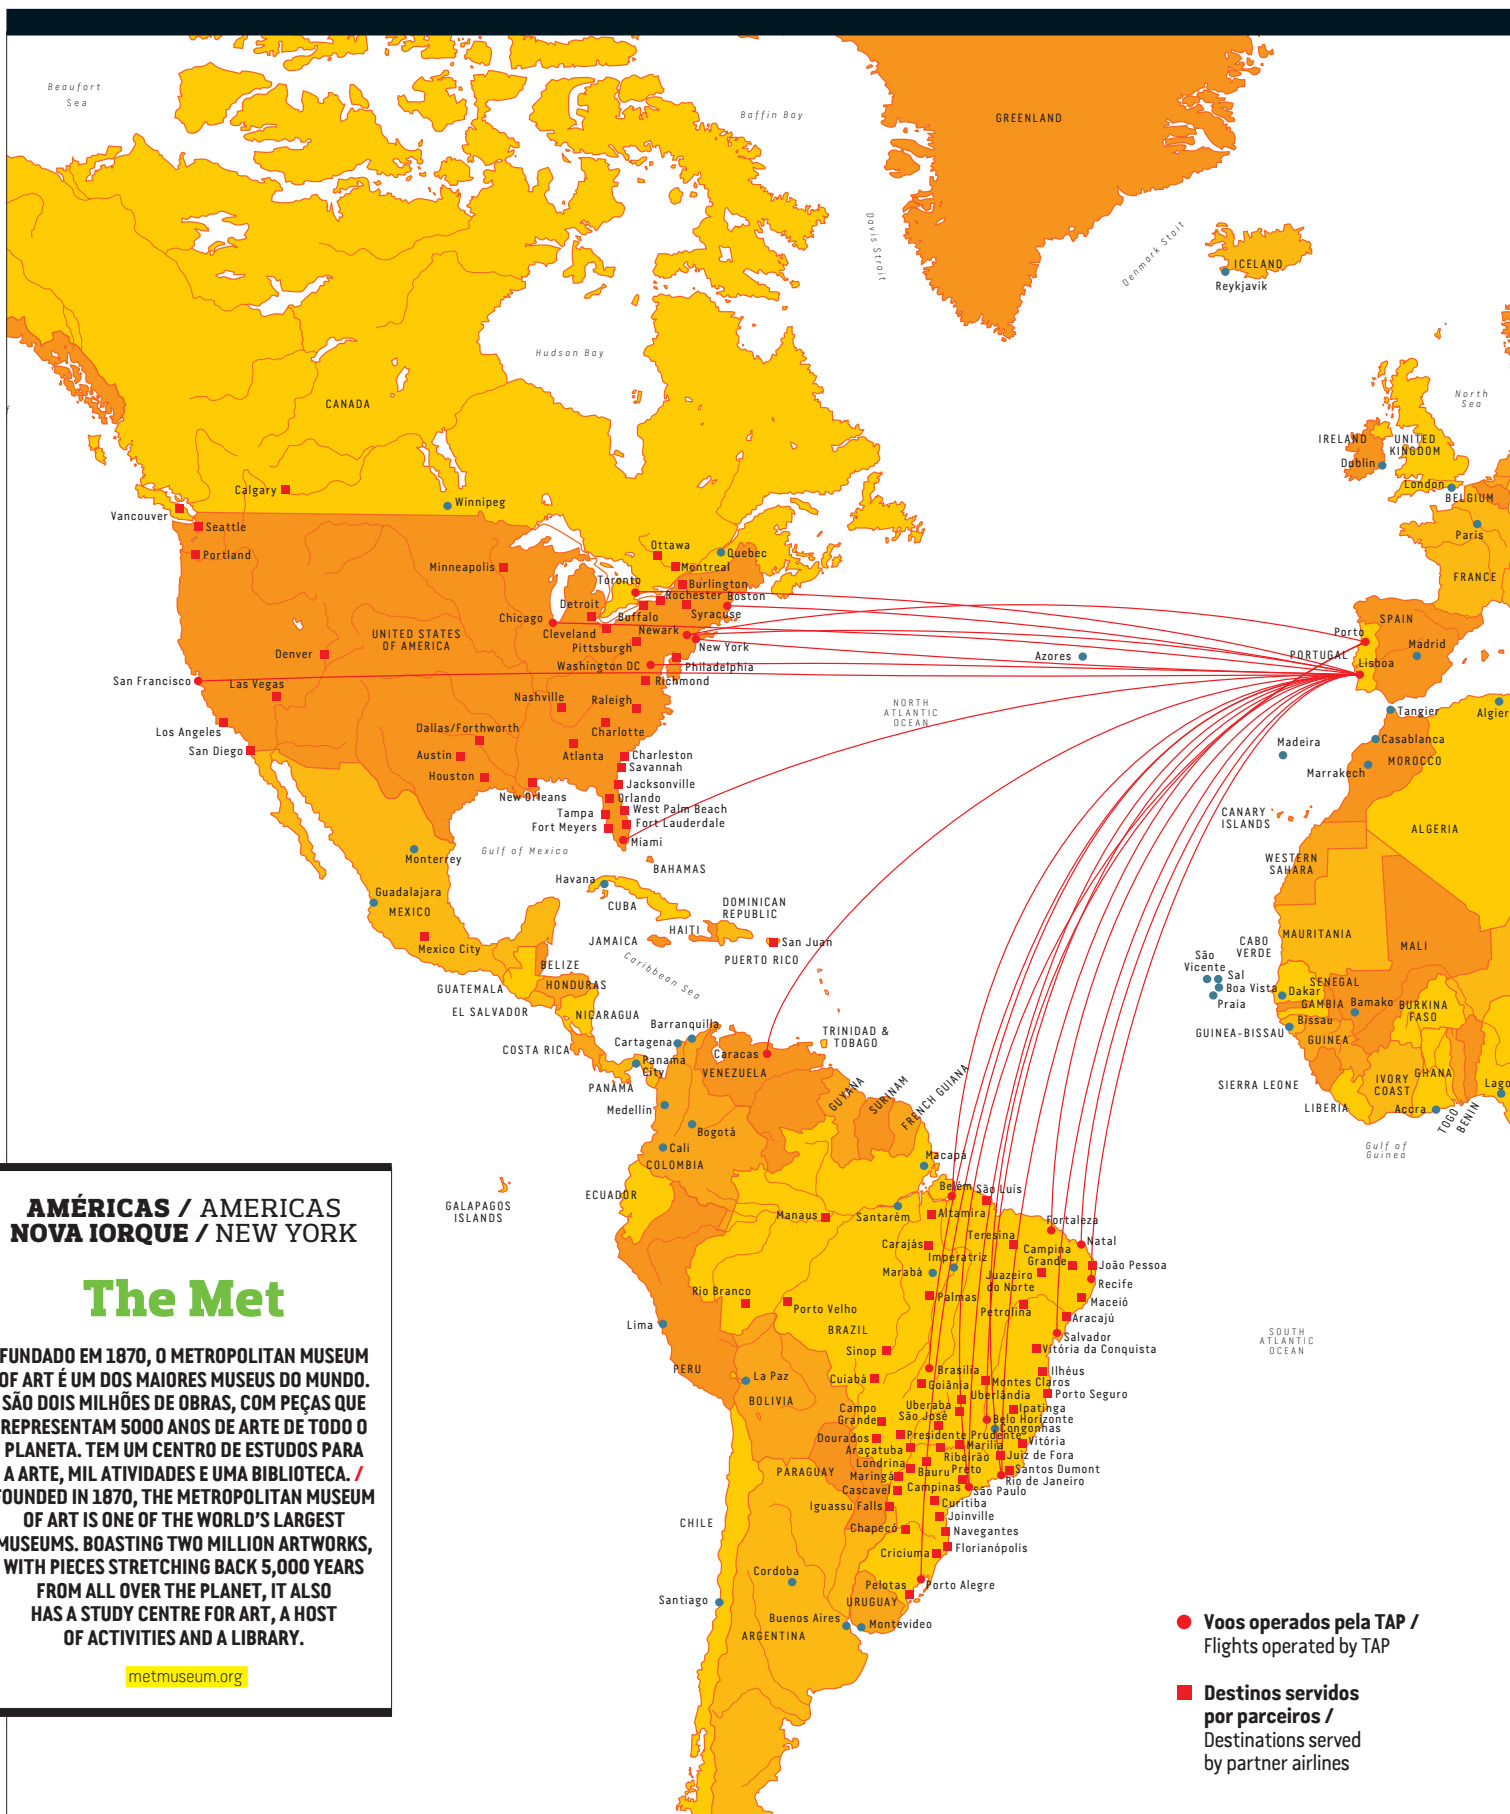 Beaufort
Sea
Baffin Bay
GREENLAND
Davis Strait
Denmark Stait
ICELAND
Reykjavik
Hudson Bay
North
Sea
CANADA
IRELAND
UNITED
KINGDOM
Dublin
London
BELGIUM
Paris
FRANCE
Calgary
Winnipeg
Vancouver
Seattle
Portland
Minneapolis
Ottawa
Quebec
Montreal
Toronto
Burlington
Rochester
Boston
Detroit
Buffalo
Syracuse
Chicago
Cleveland
Newark
New York
Pittsburgh
UNITED STATES
OF AMERICA
Denver
Washington DC
Philadelphia
San Francisco
Las Vegas
Richmond
Nashville
Raleigh
Los Angeles
San Diego
Dallas/Forthworth
Charlotte
Austin
Atlanta
Charleston
Savannah
Houston
Jacksonville
New Orleans
Orlando
Tampa
West Palm Beach
Fort Meyers
Fort Lauderdale
Miami
SPAIN
Porto
Madrid
PORTUGAL
Lisboa
Azores
NORTH
ATLANTIC
OCEAN
Tangier
Algier
Casablanca
Madeira
MOROCCO
Marrakech
CANARY
ISLANDS
ALGERIA
WESTERN
SAHARA
Gulf of Mexico
Monterrey
BAHAMAS
Havana
Guadalajara
CUBA
DOMINICAN
REPUBLIC
MEXICO
HAITI
JAMAICA
San Juan
Mexico City
PUERTO RICO
Caribbean Sea
BELIZE
GUATEMALA
HONDURAS
EL SALVADOR
NICARAGUA
COSTA RICA
Barranquilla
Cartagena
Panama
City
PANAMA
Caracas
VENEZUELA
TRINIDAD &
TOBAGO
MAURITANIA
MALI
CABO
VERDE
São
Vicente
Sal
Boa Vista
Praia
SENEGAL
Dakar
GAMBIA
Bamako
BURKINA
FASO
Bissau
GUINEA-BISSAU
GUINEA
SIERRA LEONE
IVORY
COAST
GHANA
LIBERIA
Accra
TOGO
BENIN
Lago
Gulf of
Guinea
Medellín
Bogotá
Cali
COLOMBIA
GUYANA
SURINAM
FRENCH GUIANA
ECUADOR
GALAPAGOS
ISLANDS
Macapá
Belém
São Luís
Manaus
Santarém
Altamira
Fortaleza
Carajás
Teresina
Natal
Imperatriz
Campina
Grande
João Pessoa
Marabá
Juazeiro
do Norte
Recife
Rio Branco
Porto Velho
Palmas
Petrolina
Maceió
Lima
BRAZIL
Aracajú
Salvador
Sinop
Vitória da Conquista
PERU
La Paz
Cuiabá
Brasilia
Ilhéus
Goiânia
Montes Claros
BOLIVIA
Uberlândia
Porto Seguro
Uberaba
Ipatinga
Campo
Grande
São José
Belo Horizonte
Congonhas
Dourados
Presidente Prudente
Vitória
Araçatuba
Marilia
Juiz de Fora
Ribeirão
Preto
Londrina
PARAGUAY
Maringá
Bauru
Santos Dumont
Rio de Janeiro
Cascavel
Campinas
São Paulo
Iguassu Falls
Curitiba
Joinville
CHILE
Chapecó
Navegantes
Florianópolis
Criciuma
Cordoba
Pelotas
Porto Alegre
Santiago
URUGUAY
Buenos Aires
Montevideo
ARGENTINA
SOUTH
ATLANTIC
OCEAN
AMÉRICAS / AMERICAS
NOVA IORQUE / NEW YORK
The Met
FUNDADO EM 1870, O METROPOLITAN MUSEUM
OF ART É UM DOS MAIORES MUSEUS DO MUNDO.
SÃO DOIS MILHÕES DE OBRAS, COM PEÇAS QUE
REPRESENTAM 5000 ANOS DE ARTE DE TODO O
PLANETA. TEM UM CENTRO DE ESTUDOS PARA
A ARTE, MIL ATIVIDADES E UMA BIBLIOTECA. /
FOUNDED IN 1870, THE METROPOLITAN MUSEUM
OF ART IS ONE OF THE WORLD'S LARGEST
MUSEUMS. BOASTING TWO MILLION ARTWORKS,
WITH PIECES STRETCHING BACK 5,000 YEARS
FROM ALL OVER THE PLANET, IT ALSO
HAS A STUDY CENTRE FOR ART, A HOST
OF ACTIVITIES AND A LIBRARY.
metmuseum.org
Voos operados pela TAP /
Flights operated by TAP
Destinos servidos
por parceiros /
Destinations served
by partner airlines